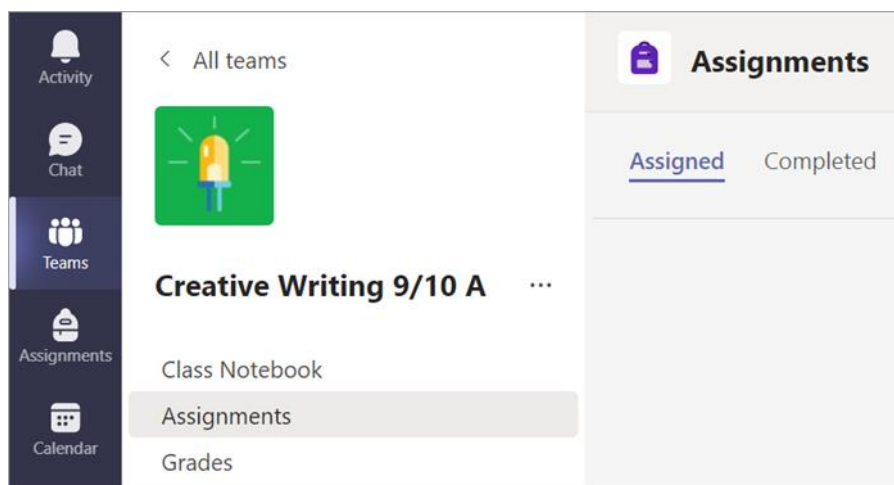 Activity
Chat
Teams
Assignments
Calendar
All teams
Creative Writing 9/10 A ...
Class Notebook
Assignments
Grades
Assignments
Assigned Completed